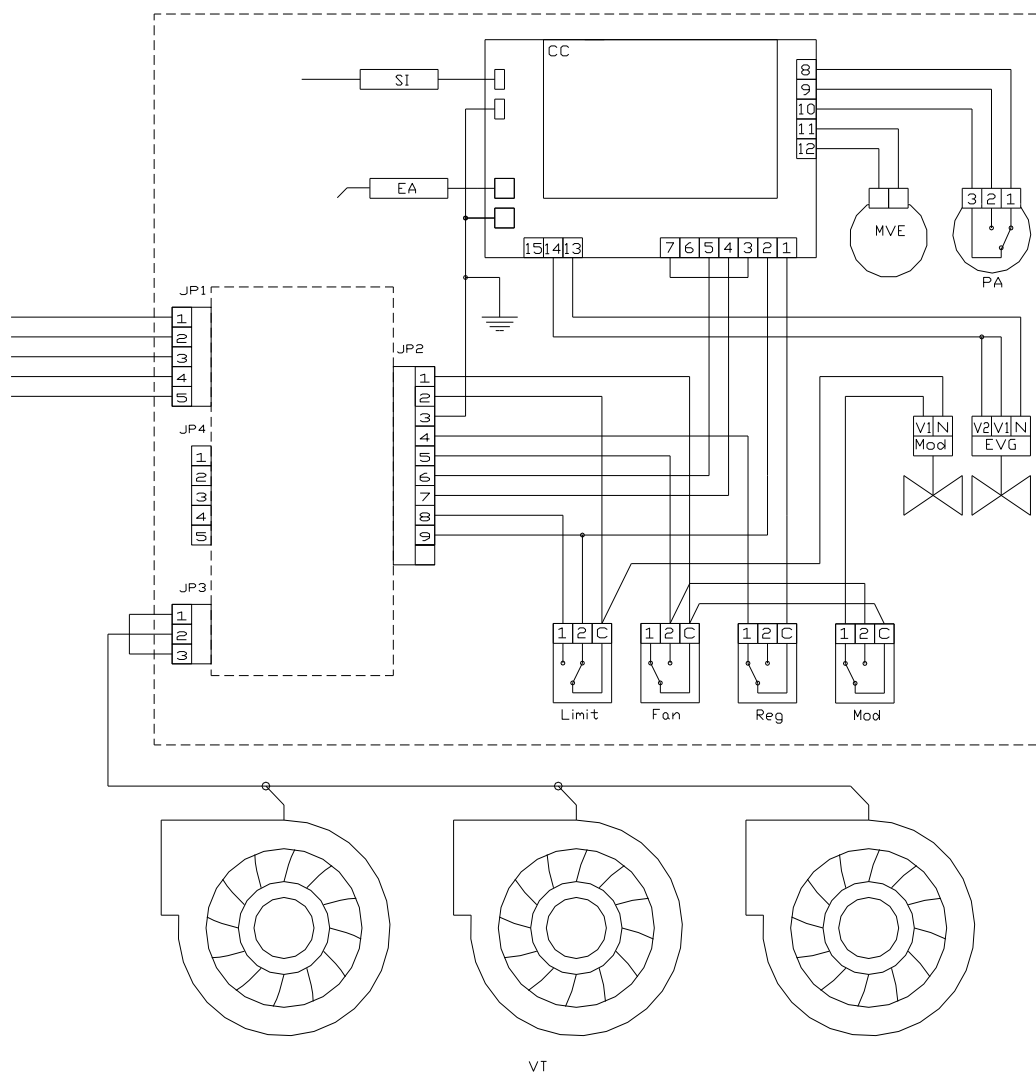 CC
SI
8
9
10
11
12
EA
3 2 1
MVE
15 14 13
7 6 5 4 3 2 1
PA
JP1
1
2
3
4
5
JP2
1
2
3
4
5
6
7
8
9
JP4
1
2
3
4
5
V1 N
Mod
V2 V1 N
EVG
JP3
1
2
3
1 2 C
Limit
1 2 C
Fan
1 2 C
Reg
1 2 C
Mod
VT